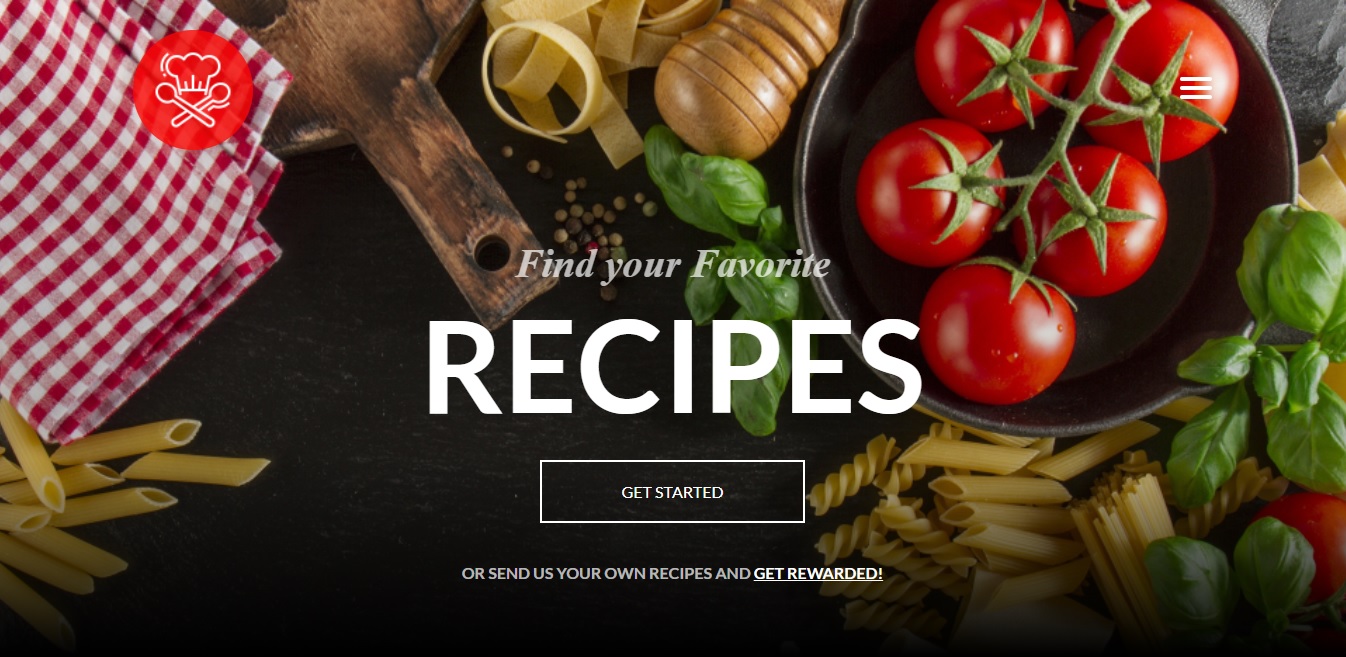 Find your Favorite
RECIPES
GET STARTED
OR SEND US YOUR OWN RECIPES AND GET REWARDED!